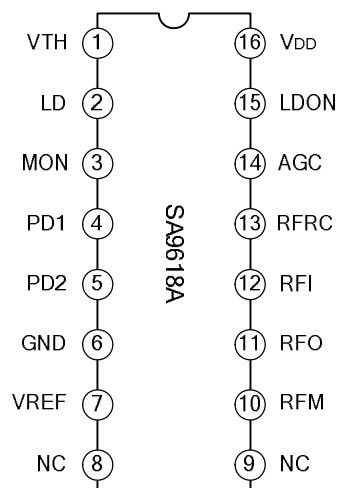 VTH 1 16 VDD
LD 2 15 LDON
MON 3 14 AGC
PD1 4 13 RFRC
SA9618A
PD2 5 12 RFI
GND 6 11 RFO
VREF 7 10 RFM
NC 8 9 NC